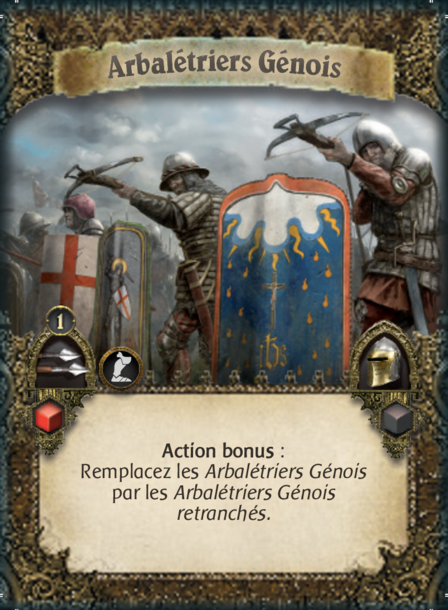 Arbalétriers Génois
1
Action bonus :
Remplacez les Arbalétriers Génois
par les Arbalétriers Génois
retranchés.